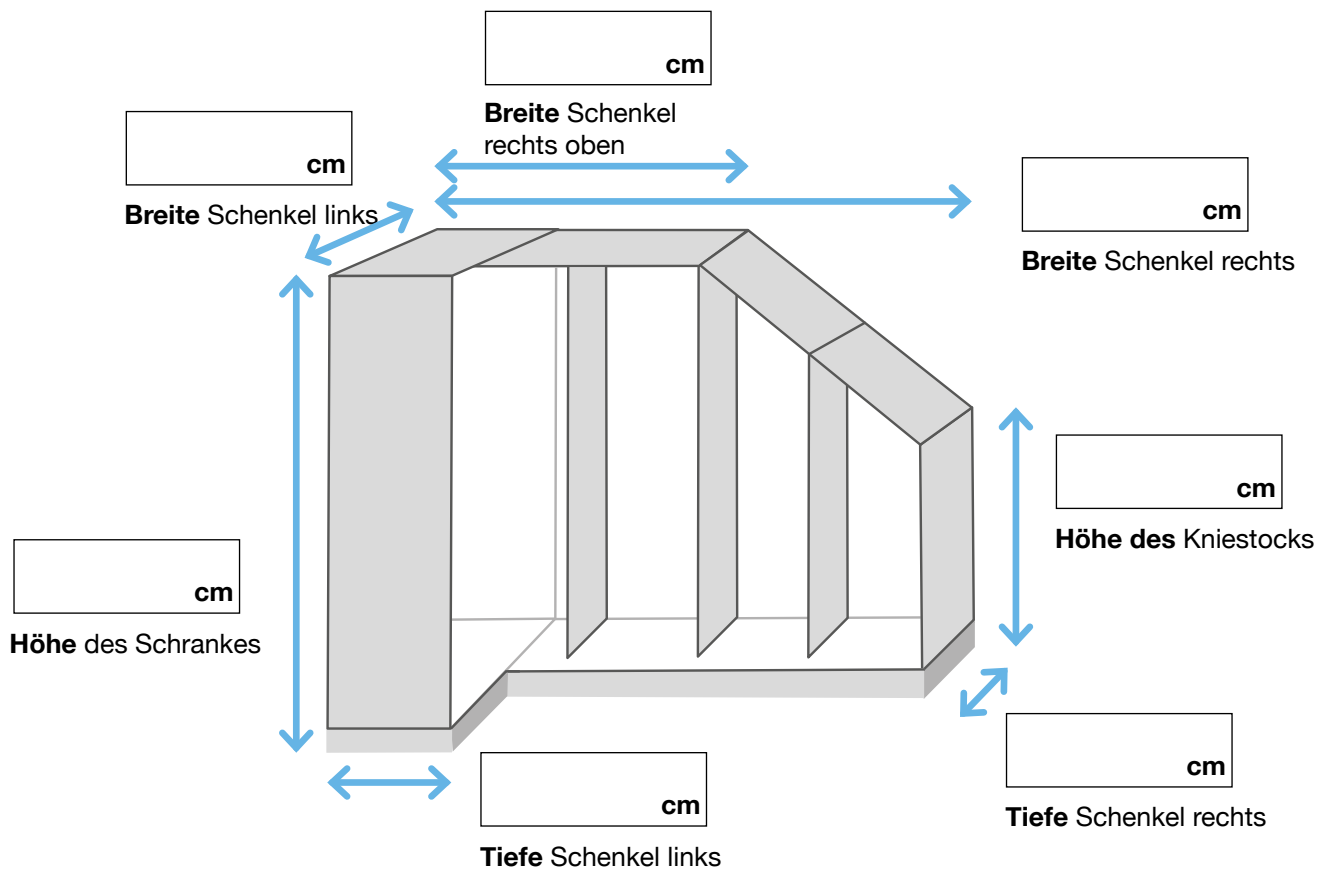 cm
Breite Schenkel
rechts oben
cm
Breite Schenkel links
cm
Breite Schenkel rechts
cm
Höhe des Kniestocks
cm
Höhe des Schrankes
cm
Tiefe Schenkel rechts
cm
Tiefe Schenkel links